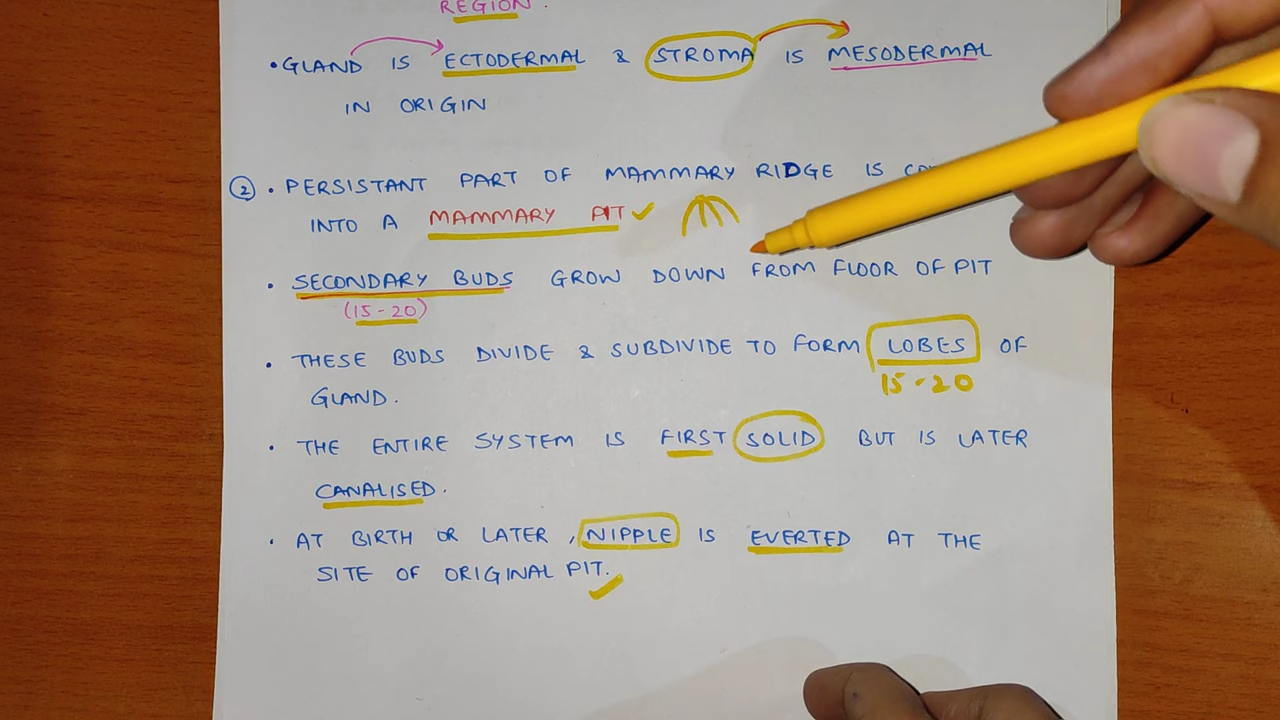 REGION.
• GLAND IS ECTODERMAL & STROMA IS MESODERMAL
IN ORIGIN
② • PERSISTANT PART OF MAMMARY RIDGE IS
INTO A MAMMARY PIT ✓
• SECONDARY BUDS GROW DOWN FROM FLOOR OF PIT
(15-20)
• THESE BUDS DIVIDE & SUBDIVIDE TO FORM LOBES OF
15-20
GLAND.
• THE ENTIRE SYSTEM IS FIRST SOLID BUT IS LATER
CANALISED.
• AT BIRTH OR LATER, NIPPLE IS EVERTED AT THE
SITE OF ORIGINAL PIT.